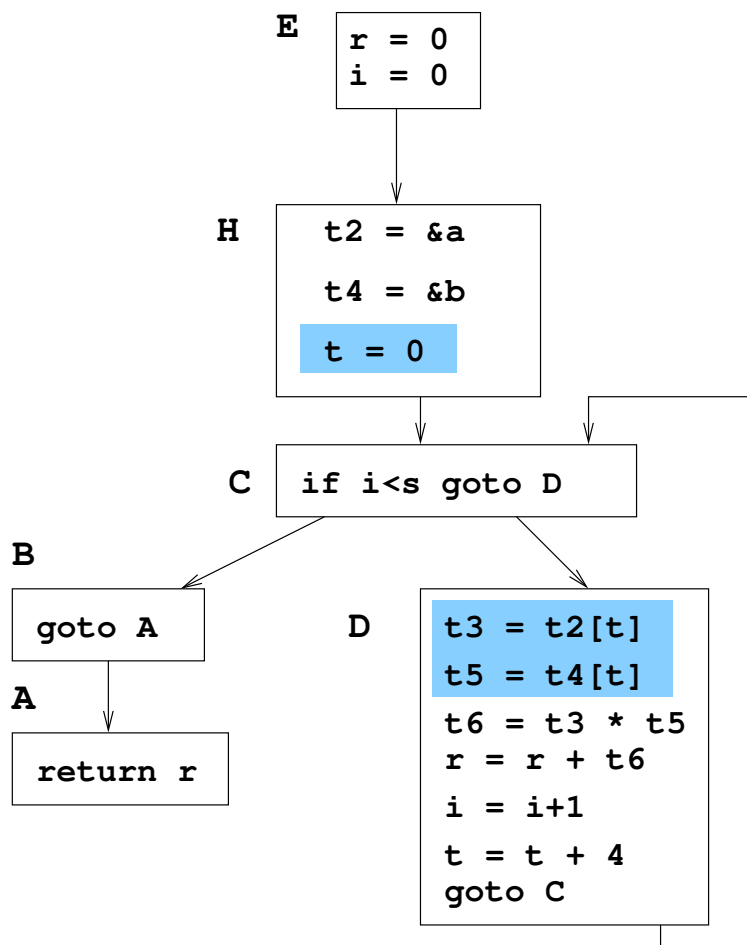 E
r = 0
i = 0
H
t2 = &a
t4 = &b
t = 0
C
if i<s goto D
B
goto A
A
return r
D
t3 = t2[t]
t5 = t4[t]
t6 = t3 * t5
r = r + t6
i = i+1
t = t + 4
goto C